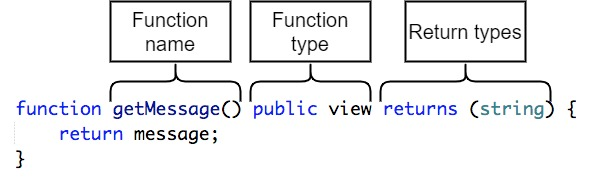 Function name
Function type
Return types
function getMessage() public view returns (string) {
    return message;
}